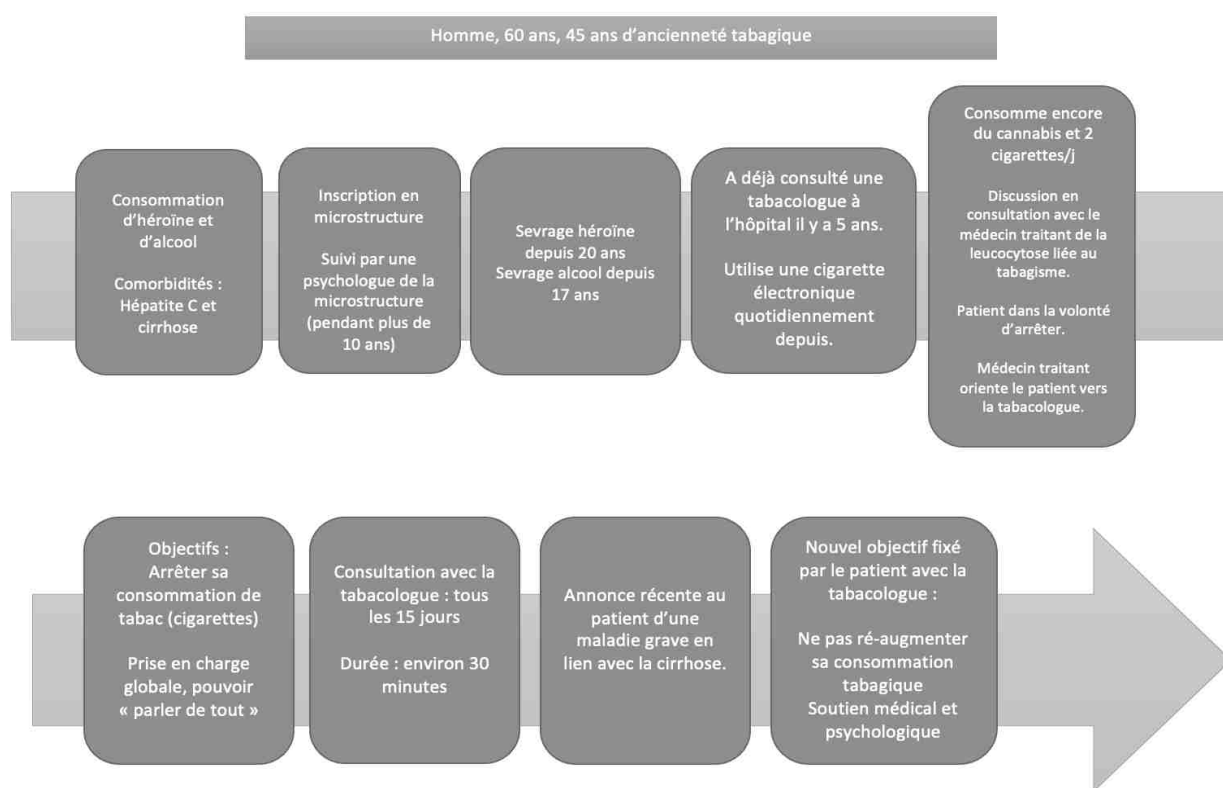 Homme, 60 ans, 45 ans d'ancienneté tabagique
Consommation
d'héroïne et
d'alcool
Comorbidités :
Hépatite C et
cirrhose
Inscription en
microstructure
Suivi par une
psychologue de la
microstructure
(pendant plus de
10 ans)
Sevrage héroïne
depuis 20 ans
Sevrage alcool depuis
17 ans
A déjà consulté une
tabacologue à
l'hôpital il y a 5 ans.
Utilise une cigarette
électronique
quotidiennement
depuis.
Consomme encore
du cannabis et 2
cigarettes/j
Discussion en
consultation avec le
médecin traitant de la
leucocytose liée au
tabagisme.
Patient dans la volonté
d'arrêter.
Médecin traitant
oriente le patient vers
la tabacologue.
Objectifs :
Arrêter sa
consommation de
tabac (cigarettes)
Prise en charge
globale, pouvoir
« parler de tout »
Consultation avec la
tabacologue : tous
les 15 jours
Durée : environ 30
minutes
Annonce récente au
patient d'une
maladie grave en
lien avec la cirrhose.
Nouvel objectif fixé
par le patient avec la
tabacologue :
Ne pas ré-augmenter
sa consommation
tabagique
Soutien médical et
psychologique